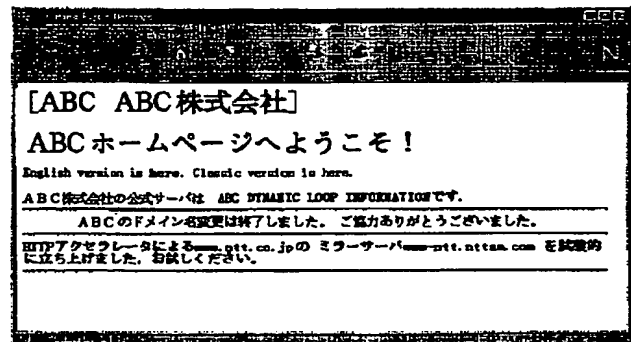 [ABC ABC株式会社]
ABCホームページへようこそ！
English version is here. Classic version is here.
ABC株式会社の公式サーバは ABC DYNAMIC LOOP INFORMATIONです。
ABCのドメイン名変更は終了しました。 ご協力ありがとうございました。
HTTPアクセラレータによる.ntt.co.jpの ミラーサーバ.nttam.com を試験的
に立ち上げました。お試しください。